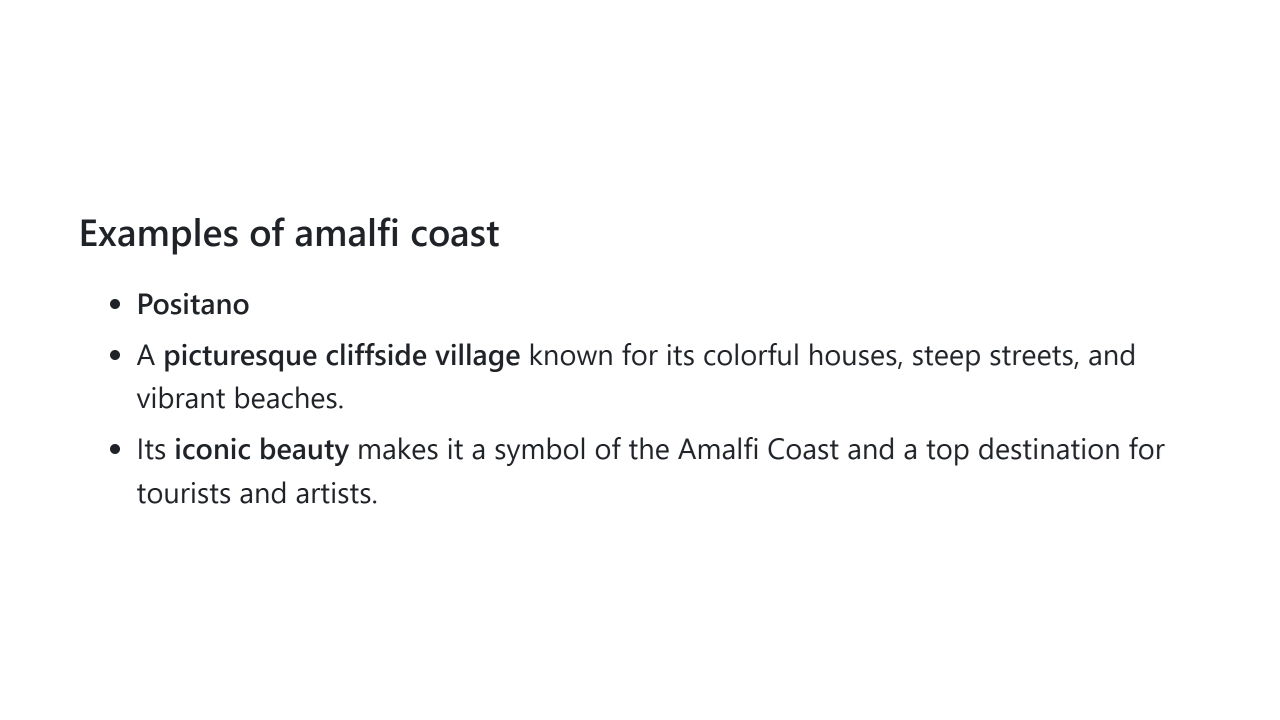 Examples of amalfi coast
• Positano
• A picturesque cliffside village known for its colorful houses, steep streets, and
vibrant beaches.
• Its iconic beauty makes it a symbol of the Amalfi Coast and a top destination for
tourists and artists.